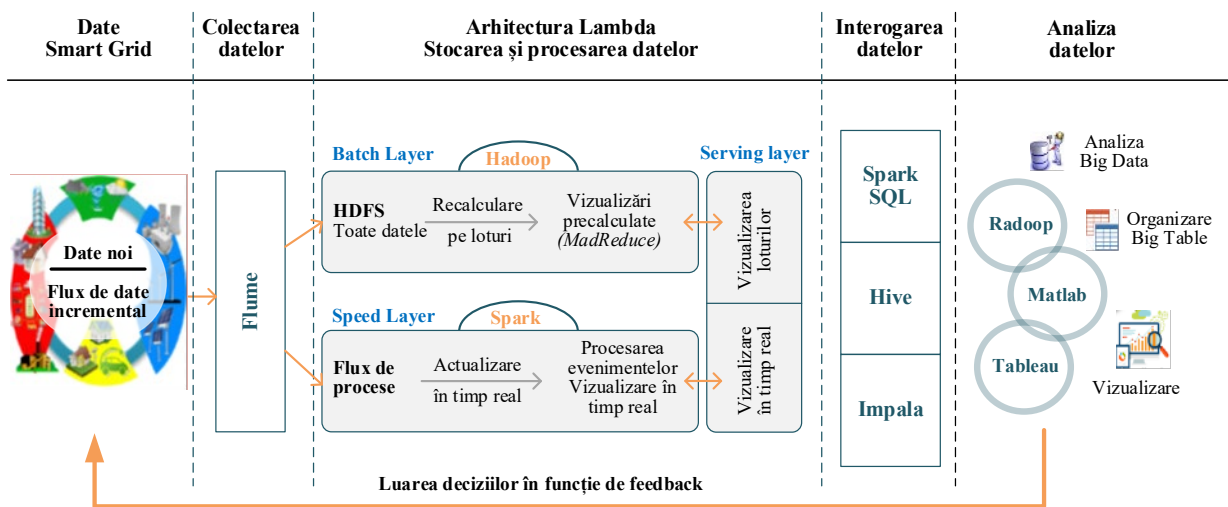 Date
Smart Grid
Colectarea
datelor
Arhitectura Lambda
Stocarea și procesarea datelor
Interogarea
datelor
Analiza
datelor
Date noi
Flux de date
incremental
Flume
Batch Layer
Hadoop
HDFS
Toate datele
Recalculare
pe loturi
Vizualizări
precalculate
(MadReduce)
Speed Layer
Spark
Flux de
procese
Actualizare
în timp real
Procesarea
evenimentelor
Vizualizare în
timp real
Serving layer
Vizualizarea
loturilor
Vizualizare
în timp real
Spark
SQL
Hive
Impala
Analiza
Big Data
Radoop
Organizare
Big Table
Matlab
Tableau
Vizualizare
Luarea deciziilor în funcție de feedback